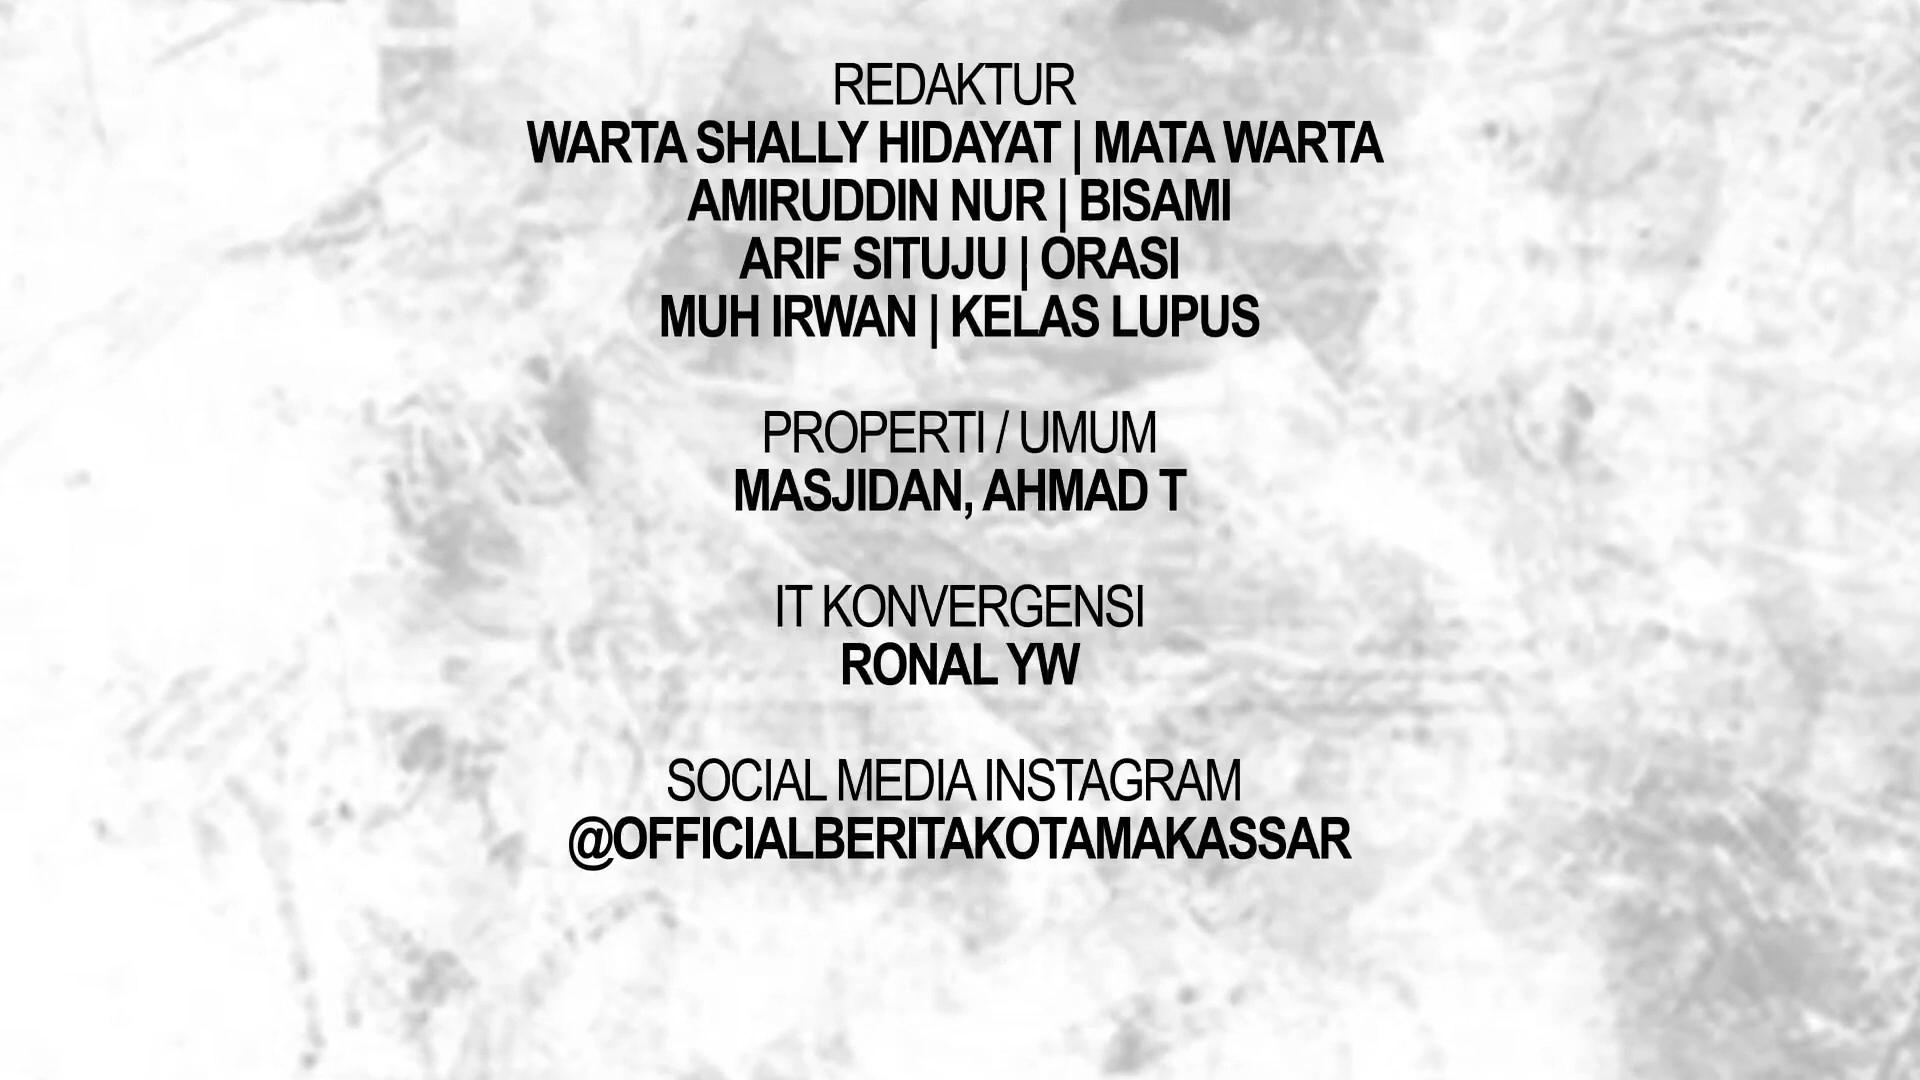 REDAKTUR
WARTA SHALLY HIDAYAT | MATA WARTA
AMIRUDDIN NUR | BISAMI
ARIF SITUJU | ORASI
MUH IRWAN | KELAS LUPUS
PROPERTI / UMUM
MASJIDAN, AHMAD T
IT KONVERGENSI
RONAL YW
SOCIAL MEDIA INSTAGRAM
@OFFICIALBERITAKOTAMAKASSAR